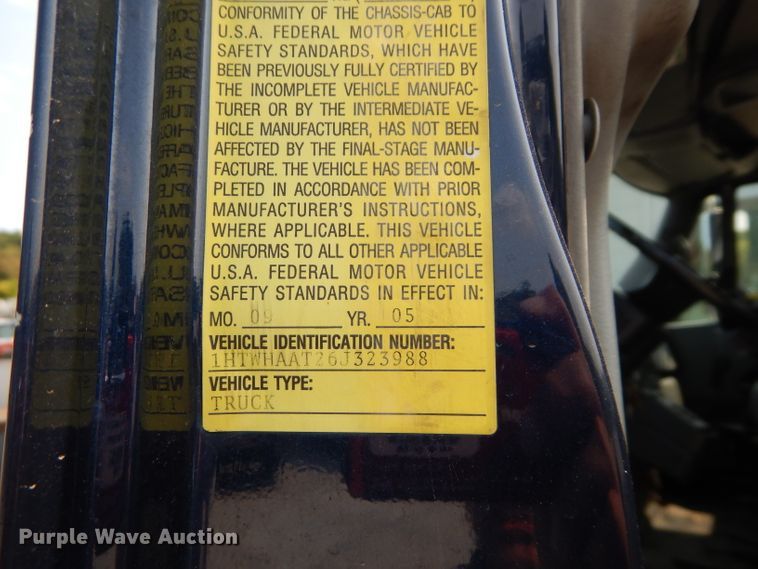 CONFORMITY OF THE CHASSIS-CAB TO
U.S.A. FEDERAL MOTOR VEHICLE
SAFETY STANDARDS, WHICH HAVE
BEEN PREVIOUSLY FULLY CERTIFIED BY
THE INCOMPLETE VEHICLE MANUFAC-
TURER OR BY THE INTERMEDIATE VE-
HICLE MANUFACTURER, HAS NOT BEEN
AFFECTED BY THE FINAL-STAGE MANU-
FACTURE. THE VEHICLE HAS BEEN COM-
PLETED IN ACCORDANCE WITH PRIOR
MANUFACTURER'S INSTRUCTIONS,
WHERE APPLICABLE. THIS VEHICLE
CONFORMS TO ALL OTHER APPLICABLE
U.S.A. FEDERAL MOTOR VEHICLE
SAFETY STANDARDS IN EFFECT IN:
MO. 09 YR. 05
VEHICLE IDENTIFICATION NUMBER:
1HTWHAAT26J323988
VEHICLE TYPE:
TRUCK
Purple Wave Auction